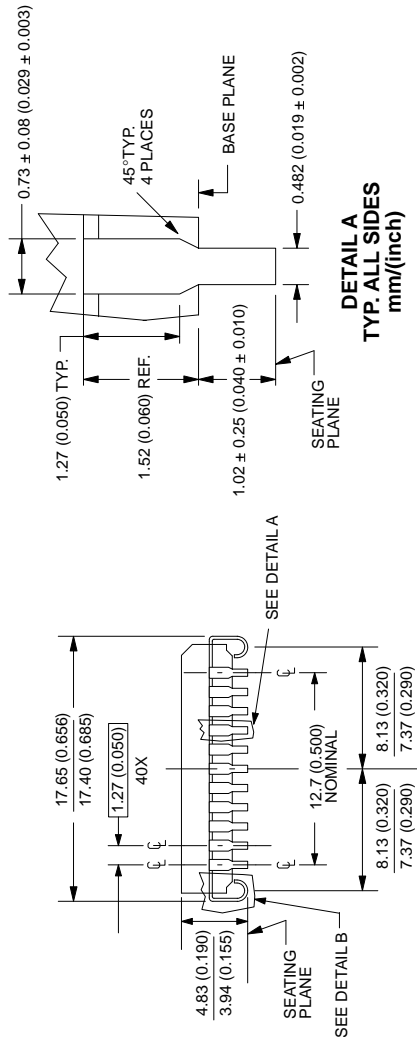 17.65 (0.656)
17.40 (0.685)
1.27 (0.050)
40X
CL
CL
4.83 (0.190)
3.94 (0.155)
SEATING
PLANE
SEE DETAIL B
12.7 (0.500)
NOMINAL
CL
SEE DETAIL A
8.13 (0.320)
7.37 (0.290)
8.13 (0.320)
7.37 (0.290)
0.73 ± 0.08 (0.029 ± 0.003)
1.27 (0.050) TYP.
45°TYP.
4 PLACES
1.52 (0.060) REF.
BASE PLANE
1.02 ± 0.25 (0.040 ± 0.010)
0.482 (0.019 ± 0.002)
SEATING
PLANE
DETAIL A
TYP. ALL SIDES
mm/(inch)